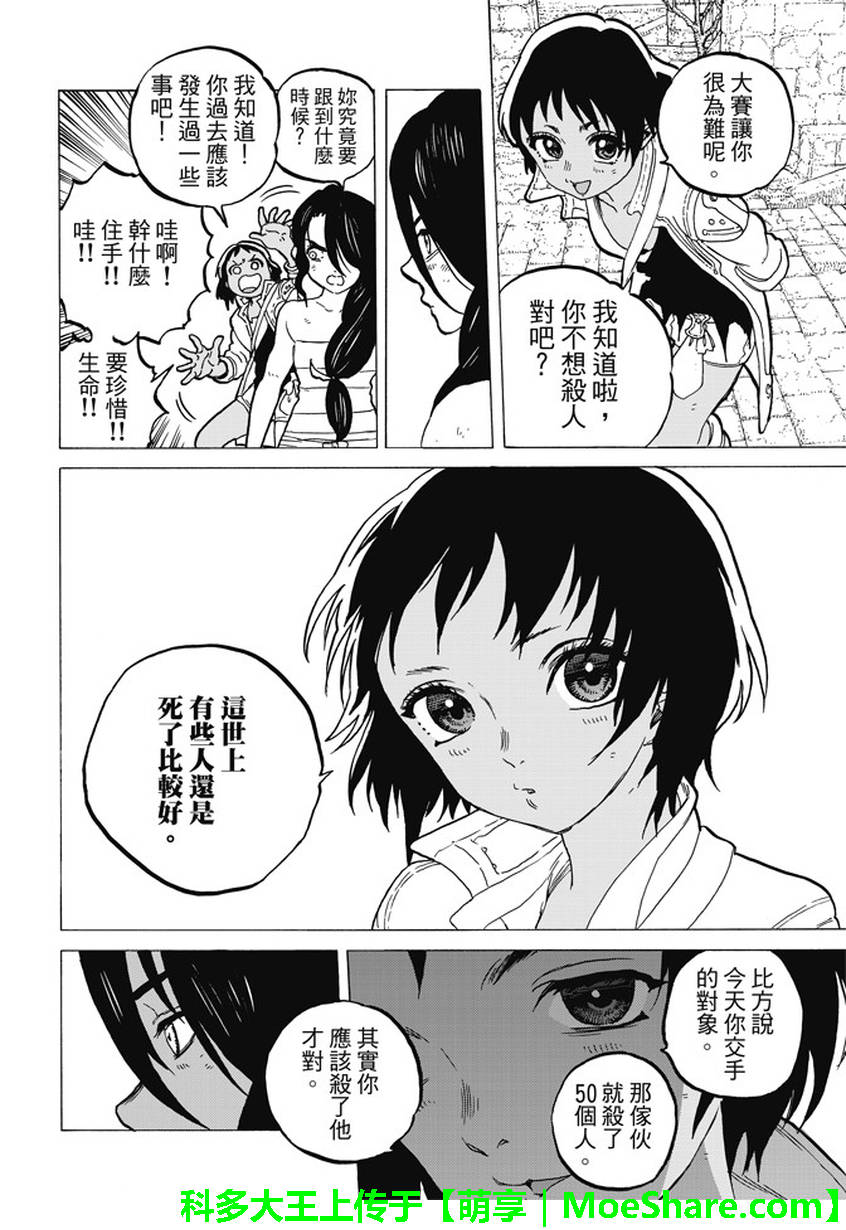 大賽讓你
很為難呢。
我知道啦，
你不想殺人
對吧？
妳究竟要
跟到什麼
時候？
我知道！
你過去應該
發生過一些
事吧！
哇啊！
幹什麼
住手!!
哇!!
要珍惜!!
生命!!
這世上
有些人還是
死了比較好。
比方說
今天你交手
的對象。
那傢伙
就殺了
50個人。
其實你
應該殺了他
才對。
科多大王上传于【萌享｜MoeShare.com】